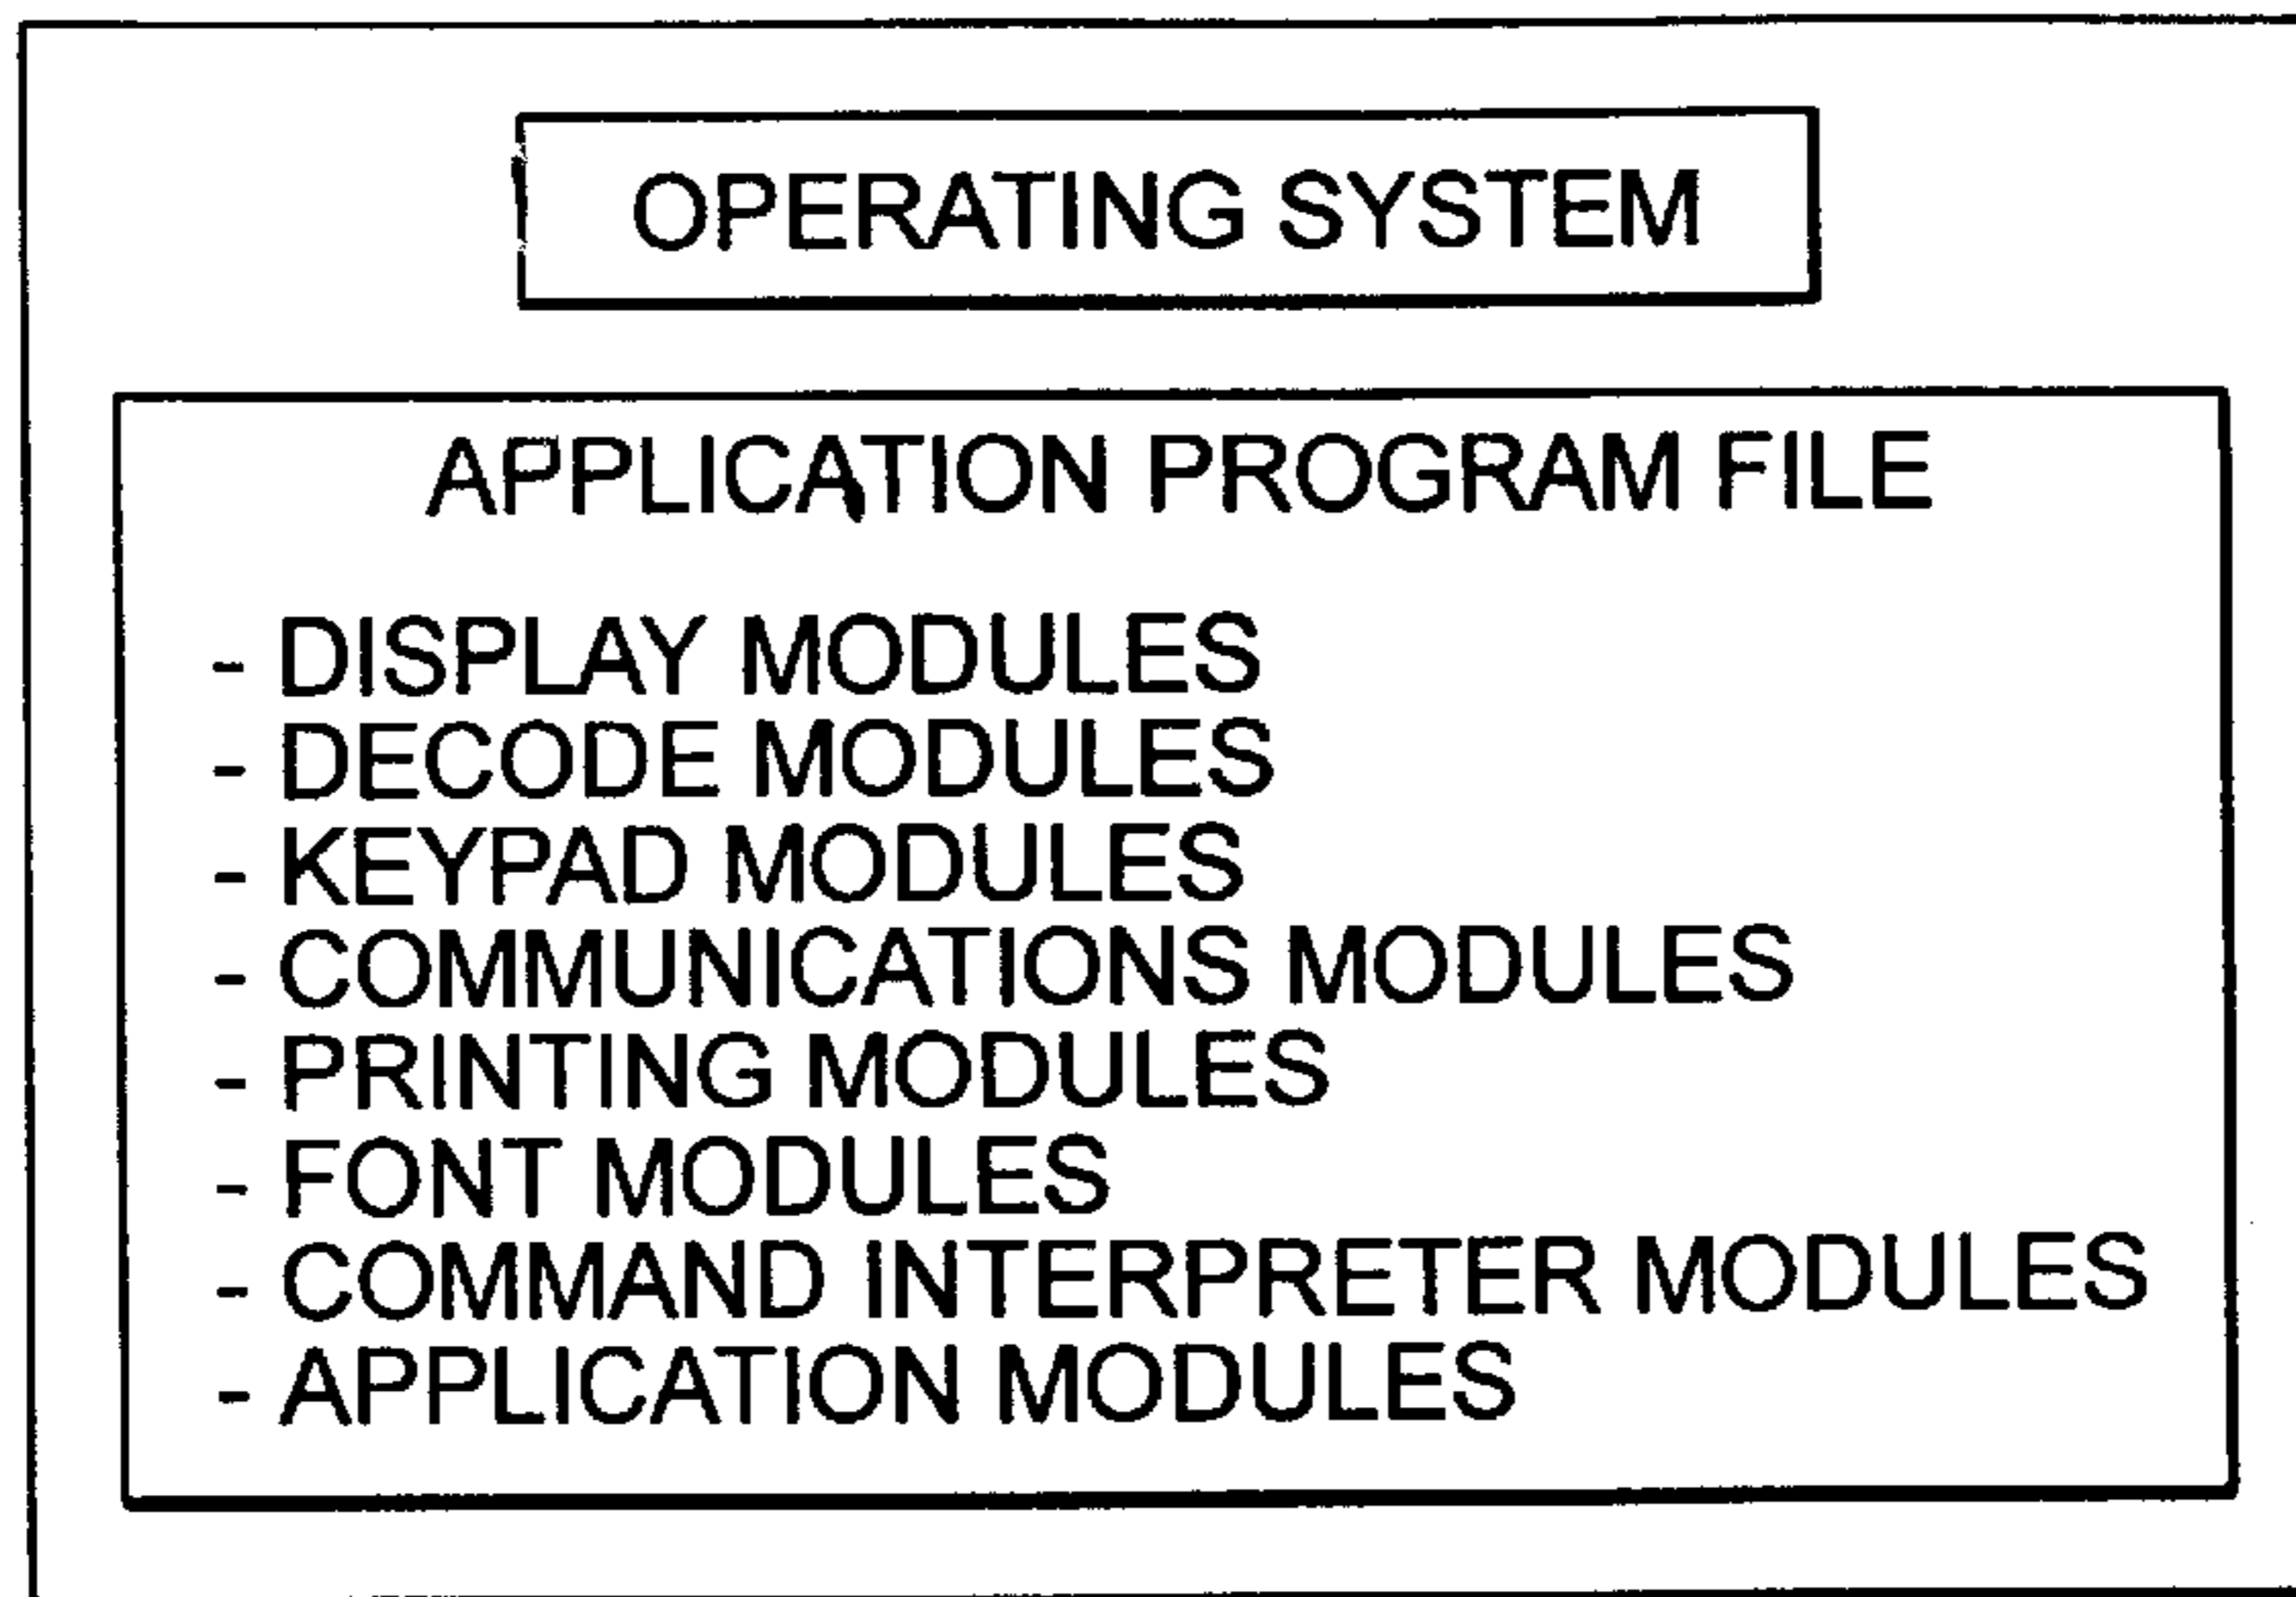 OPERATING SYSTEM
APPLICATION PROGRAM FILE
- DISPLAY MODULES
- DECODE MODULES
- KEYPAD MODULES
- COMMUNICATIONS MODULES
- PRINTING MODULES
- FONT MODULES
- COMMAND INTERPRETER MODULES
- APPLICATION MODULES